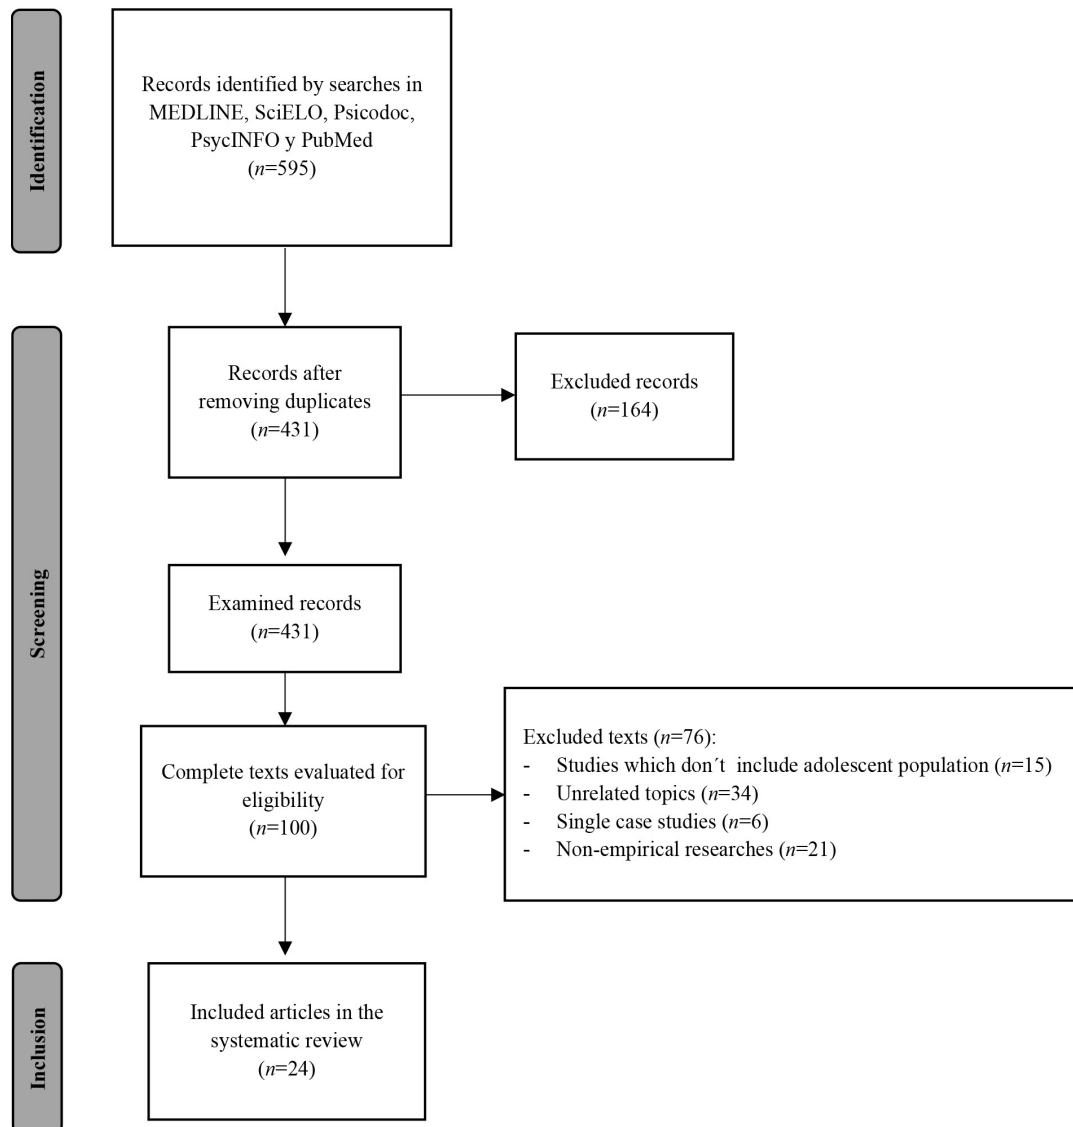 Identification
Records identified by searches in
MEDLINE, SciELO, Psicodoc,
PsycINFO y PubMed
(n=595)
Screening
Records after
removing duplicates
(n=431)
Excluded records
(n=164)
Examined records
(n=431)
Complete texts evaluated for
eligibility
(n=100)
Excluded texts (n=76):
- Studies which don´t include adolescent population (n=15)
- Unrelated topics (n=34)
- Single case studies (n=6)
- Non-empirical researches (n=21)
Inclusion
Included articles in the
systematic review
(n=24)